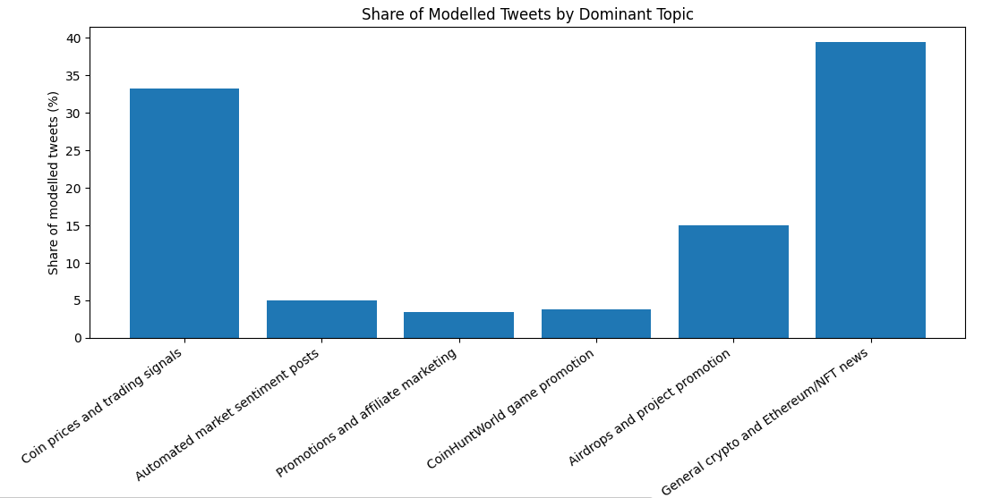 Share of Modelled Tweets by Dominant Topic
Share of modelled tweets (%)
40
35
30
25
20
15
10
5
0
Coin prices and trading signals
Automated market sentiment posts
Promotions and affiliate marketing
CoinHuntWorld game promotion
Airdrops and project promotion
General crypto and Ethereum/NFT news